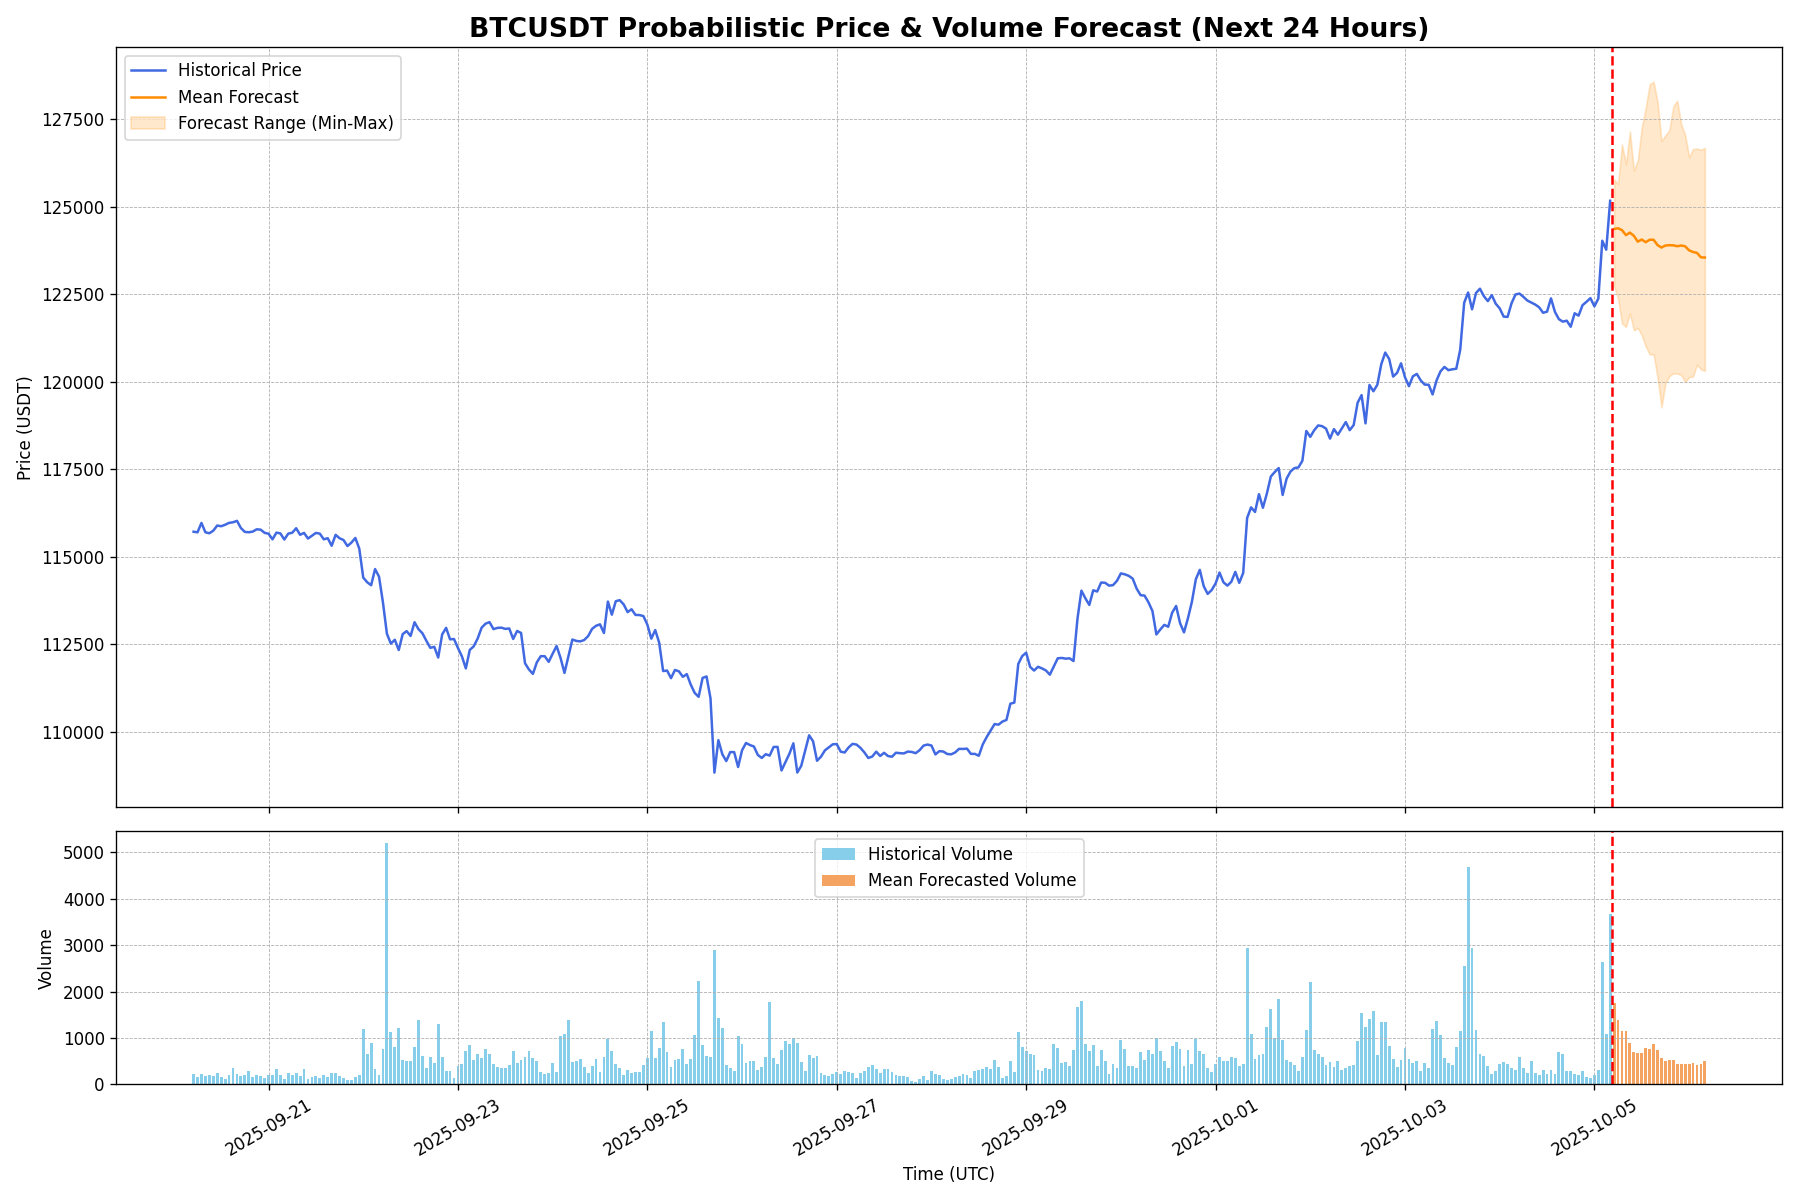 BTCUSDT Probabilistic Price & Volume Forecast (Next 24 Hours)
Historical Price
Mean Forecast
Forecast Range (Min-Max)
Price (USDT)
127500
125000
122500
120000
117500
115000
112500
110000
Historical Volume
Mean Forecasted Volume
Volume
5000
4000
3000
2000
1000
0
2025-09-21
2025-09-23
2025-09-25
2025-09-27
2025-09-29
2025-10-01
2025-10-03
2025-10-05
Time (UTC)